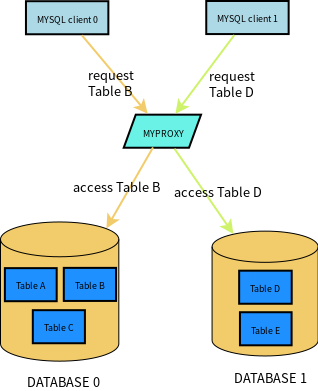 MYSQL client 0
MYSQL client 1
request
Table B
request
Table D
MYPROXY
access Table B
access Table D
Table A
Table B
Table C
Table D
Table E
DATABASE 0
DATABASE 1